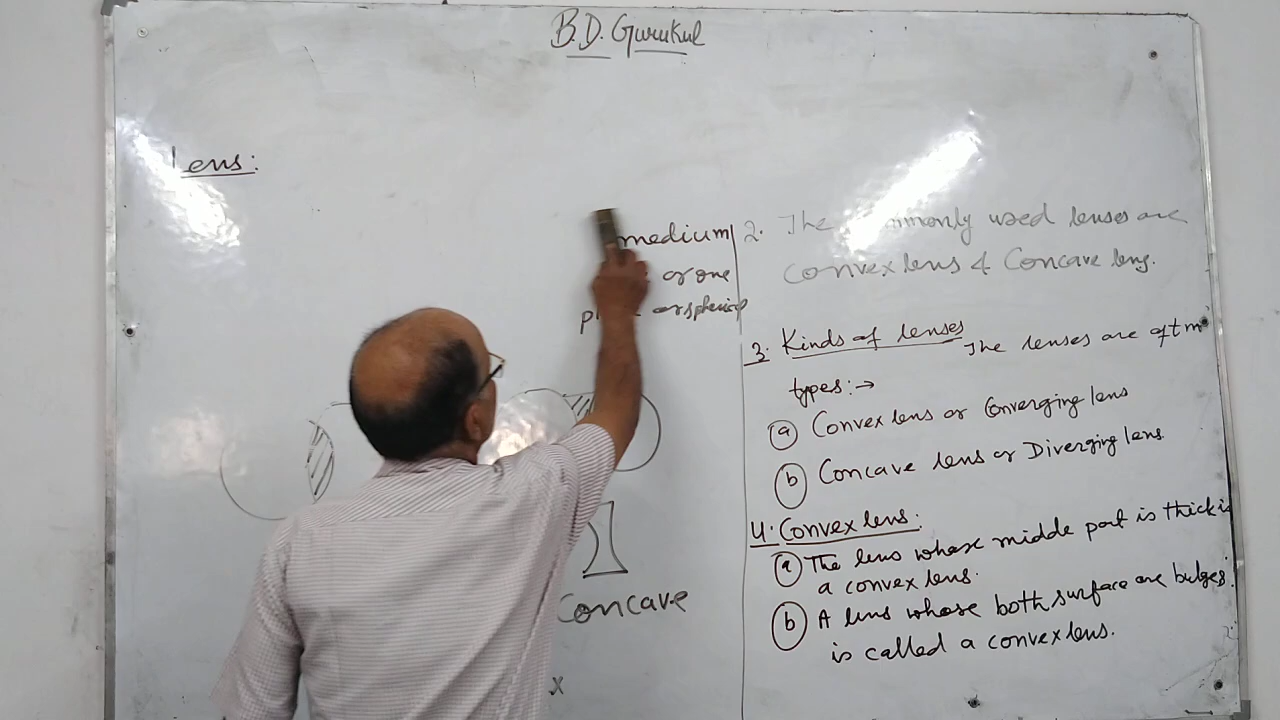 B.D. Gurukul
Lens:
medium
or one
or spherical
Concave
x
2. The commonly used lenses are
Convex lens & Concave lens.
3. Kinds of lenses The lenses are of
types:→
(a) Convex lens or Converging lens
(b) Concave lens or Diverging lens
4. Convex lens:
(a) The lens whose middle part is thick is
a convex lens.
(b) A lens whose both surface are bulges.
is called a convex lens.